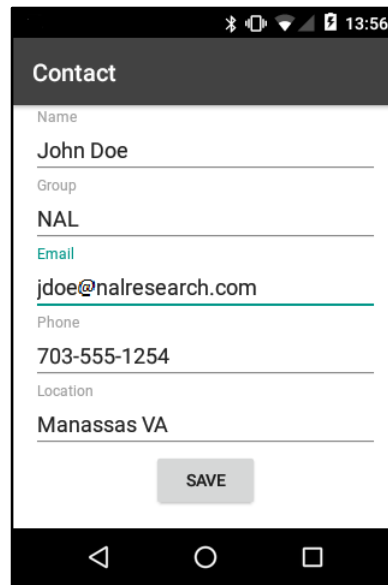 13:56
Contact
Name
John Doe
Group
NAL
Email
jdoe@nalresearch.com
Phone
703-555-1254
Location
Manassas VA
SAVE